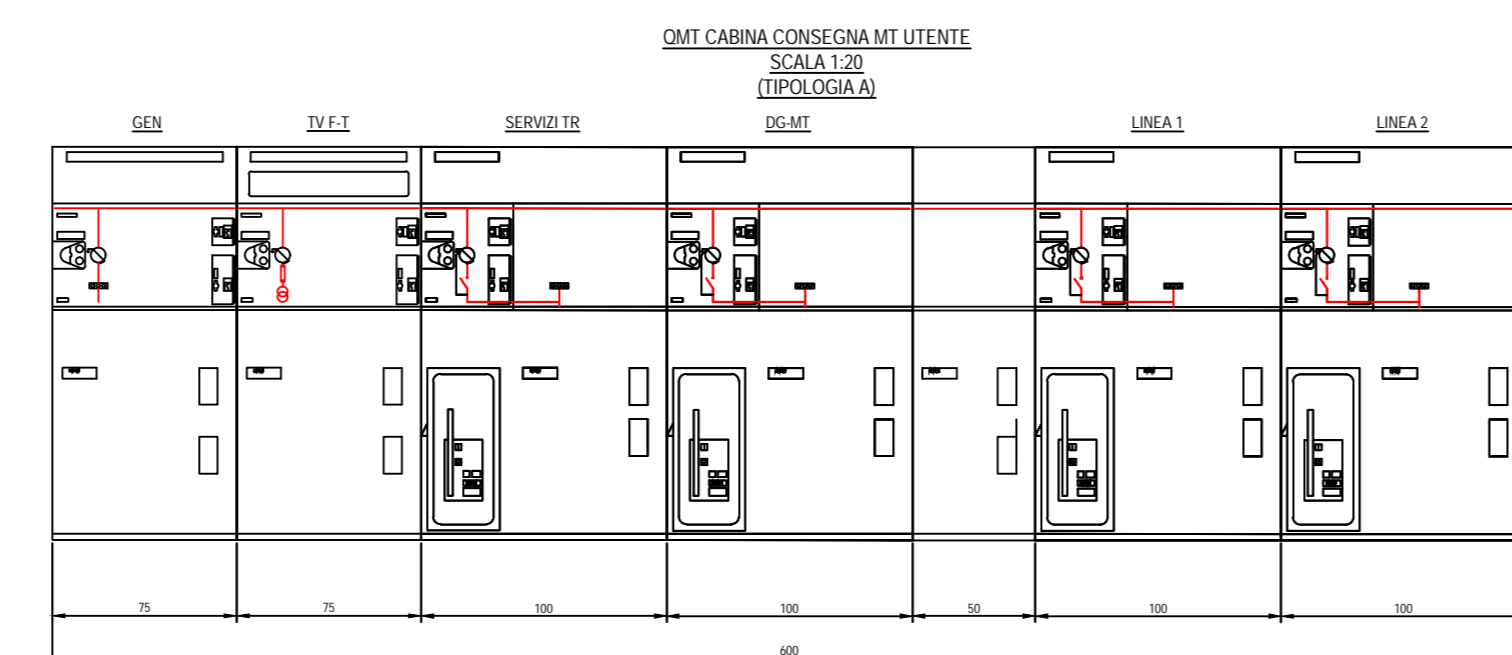 QMT CABINA CONSEGNA MT UTENTE
SCALA 1:20
(TIPOLOGIA A)
GEN TV F-T SERVIZI TR DG-MT LINEA 1 LINEA 2
75 75 100 100 50 100 100
600